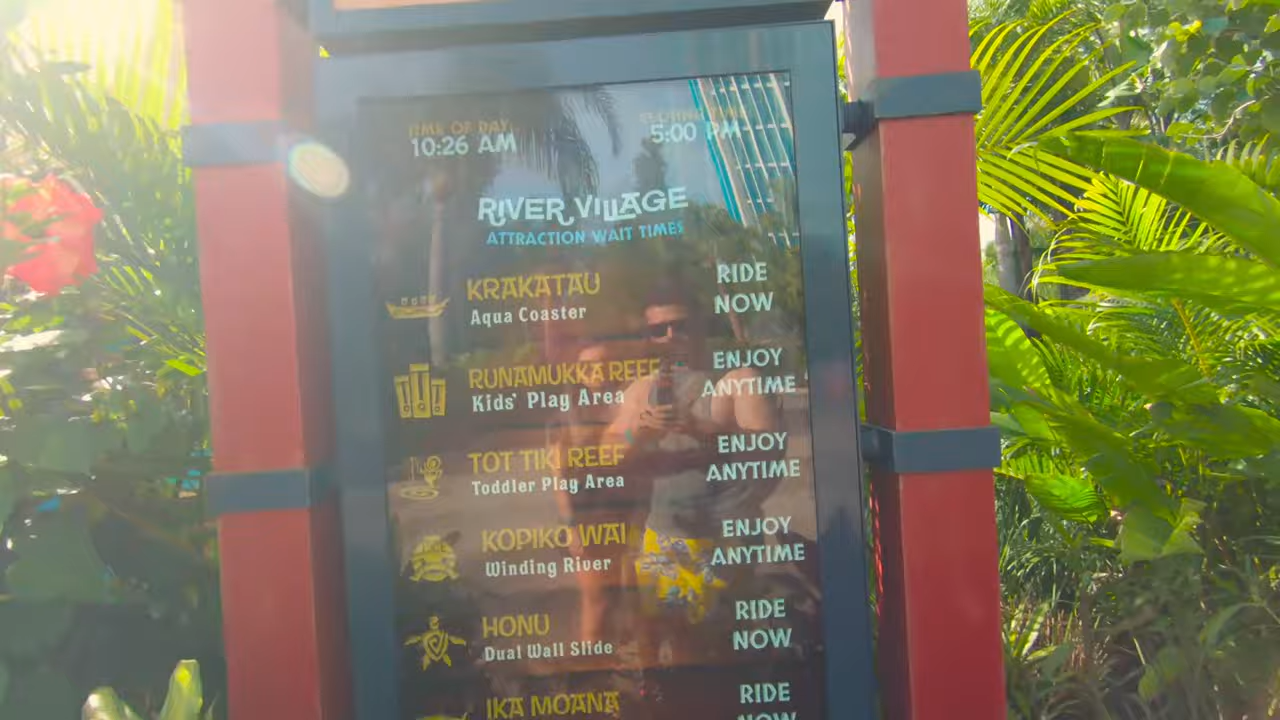 TIME OF DAY
10:26 AM
5:00 PM
RIVER VILLAGE
ATTRACTION WAIT TIMES
KRAKATAU
Aqua Coaster
RIDE
NOW
RUNAMUKKA REEF
Kids' Play Area
ENJOY
ANYTIME
TOT TIKI REEF
Toddler Play Area
ENJOY
ANYTIME
KOPIKO WAI
Winding River
ENJOY
ANYTIME
HONU
Dual Wall Slide
RIDE
NOW
IKA MOANA
RIDE
NOW